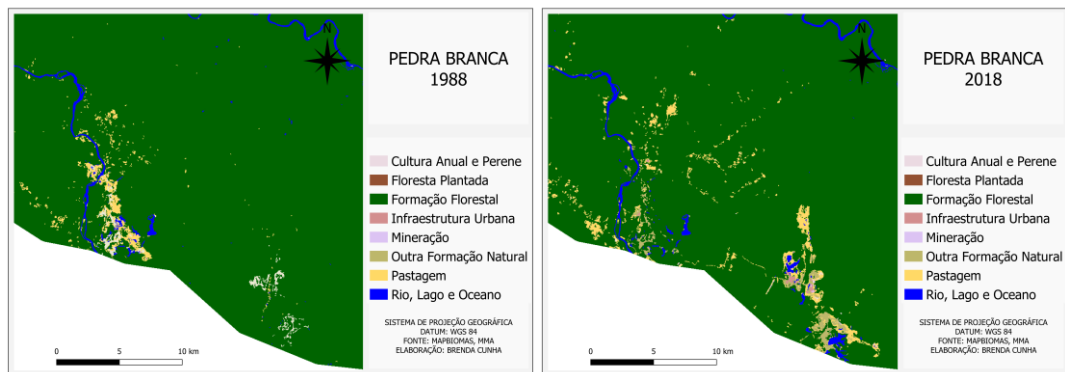 N
PEDRA BRANCA
1988
Cultura Anual e Perene
Floresta Plantada
Formação Florestal
Infraestrutura Urbana
Mineração
Outra Formação Natural
Pastagem
Rio, Lago e Oceano
SISTEMA DE PROJEÇÃO GEOGRÁFICA
DATUM: WGS 84
FONTE: MAPBIOMAS, MMA
ELABORAÇÃO: BRENDA CUNHA
0 5 10 km
N
PEDRA BRANCA
2018
Cultura Anual e Perene
Floresta Plantada
Formação Florestal
Infraestrutura Urbana
Mineração
Outra Formação Natural
Pastagem
Rio, Lago e Oceano
SISTEMA DE PROJEÇÃO GEOGRÁFICA
DATUM: WGS 84
FONTE: MAPBIOMAS, MMA
ELABORAÇÃO: BRENDA CUNHA
0 5 10 km